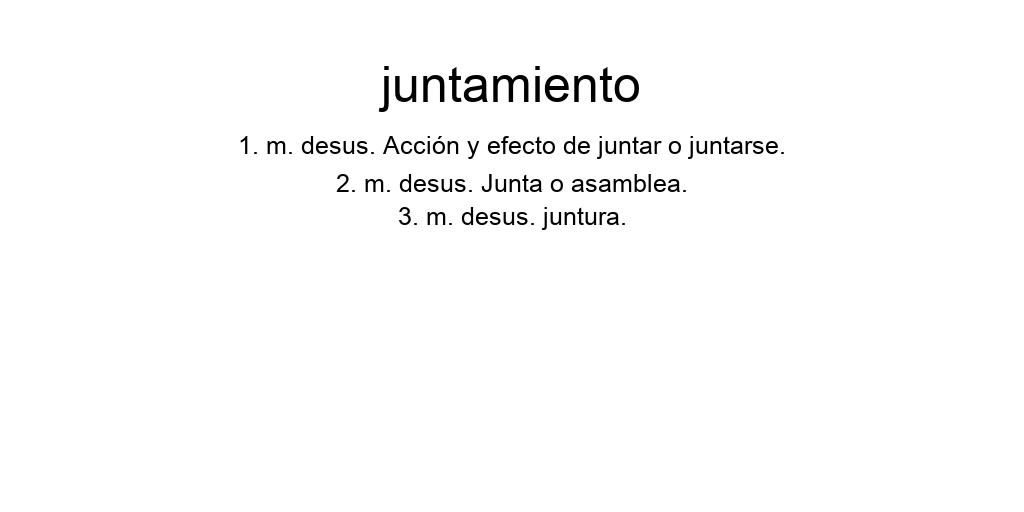 juntamiento
1. m. desus. Acción y efecto de juntar o juntarse.
2. m. desus. Junta o asamblea.
3. m. desus. juntura.